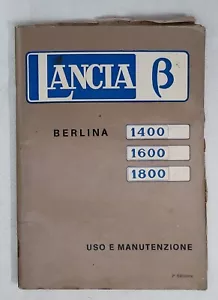 LANCIA β
BERLINA 1400
1600
1800
USO E MANUTENZIONE